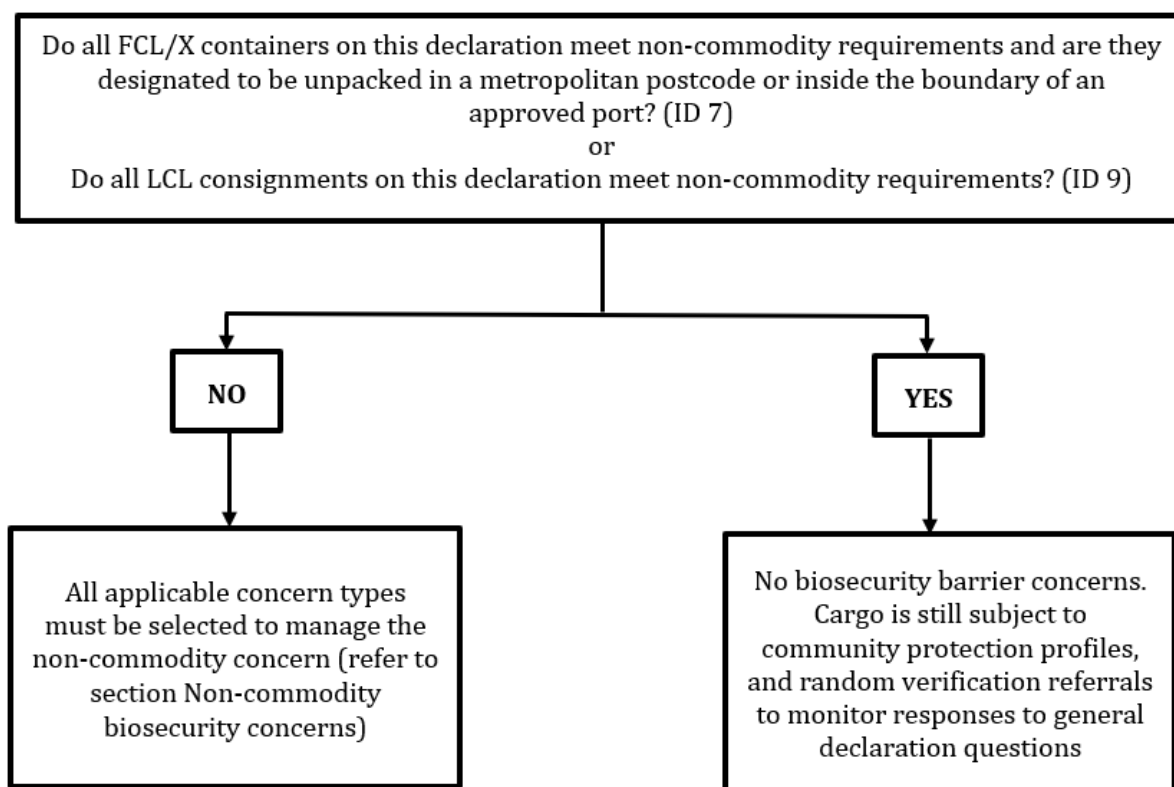 Do all FCL/X containers on this declaration meet non-commodity requirements and are they
designated to be unpacked in a metropolitan postcode or inside the boundary of an
approved port? (ID 7)
or
Do all LCL consignments on this declaration meet non-commodity requirements? (ID 9)
NO
YES
All applicable concern types
must be selected to manage the
non-commodity concern (refer to
section Non-commodity
biosecurity concerns)
No biosecurity barrier concerns.
Cargo is still subject to
community protection profiles,
and random verification referrals
to monitor responses to general
declaration questions